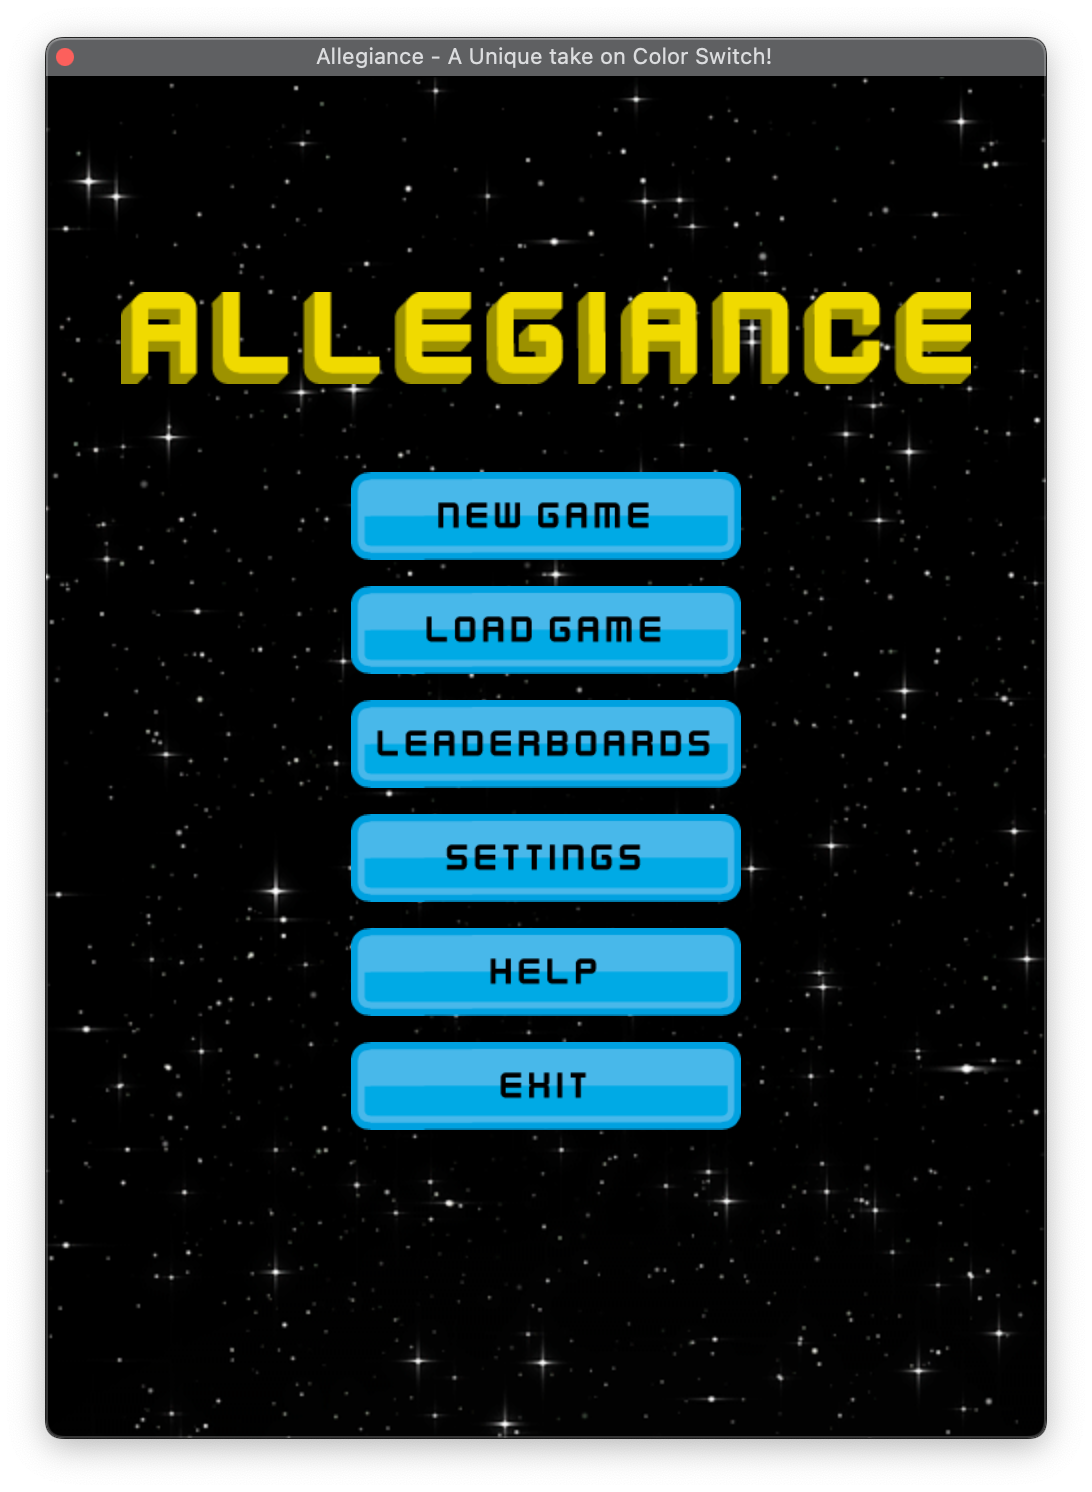 Allegiance - A Unique take on Color Switch!
ALLEGIANCE
NEW GAME
LOAD GAME
LEADERBOARDS
SETTINGS
HELP
EXIT